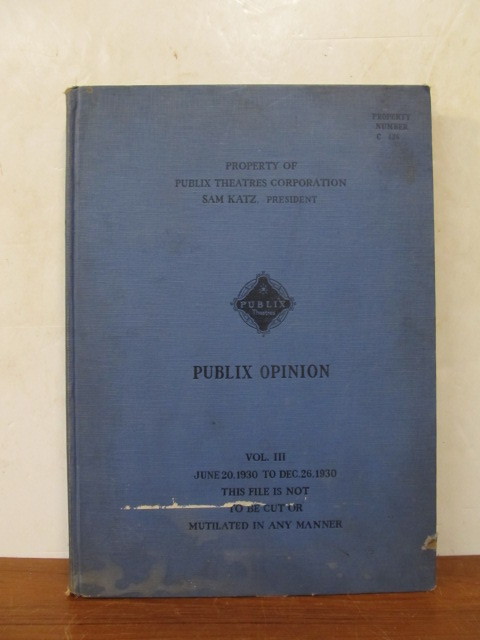 PROPERTY
NUMBER
C
PROPERTY OF
PUBLIX THEATRES CORPORATION
SAM KATZ, PRESIDENT
PUBLIX
Theatres
PUBLIX OPINION
VOL. III
JUNE 20, 1930 TO DEC. 26, 1930
THIS FILE IS NOT
TO BE CUT OR
MUTILATED IN ANY MANNER